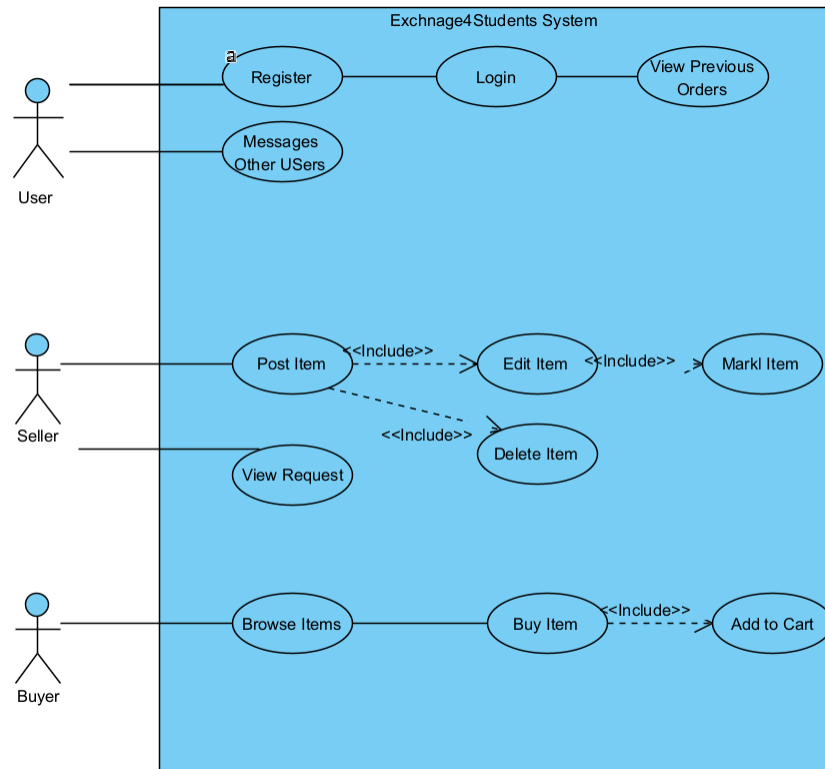 Exchnage4Students System
a
Register
Login
View Previous
Orders
Messages
Other USers
User
<<Include>>
<<Include>>
Post Item
Edit Item
Markl Item
Seller
<<Include>>
Delete Item
View Request
<<Include>>
Browse Items
Buy Item
Add to Cart
Buyer